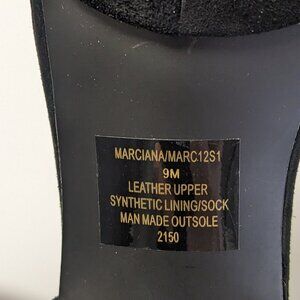 MARCIANA/MARC12S1
9M
LEATHER UPPER
SYNTHETIC LINING/SOCK
MAN MADE OUTSOLE
2150